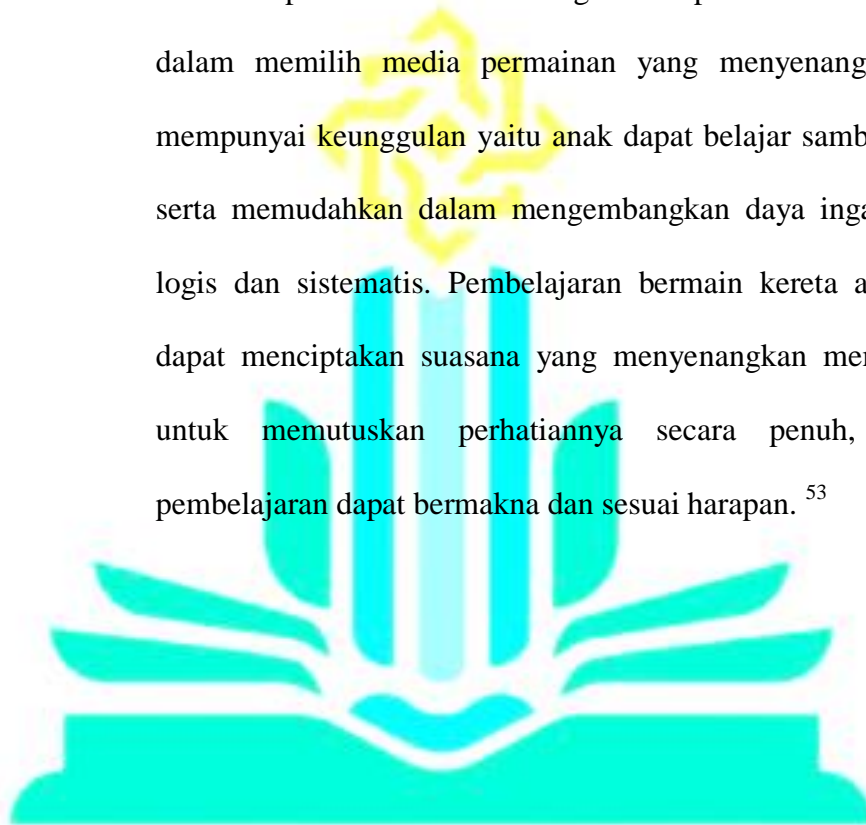 dalam memilih media permainan yang menyenang
mempunyai keunggulan yaitu anak dapat belajar samb
serta memudahkan dalam mengembangkan daya inga
logis dan sistematis. Pembelajaran bermain kereta a
dapat menciptakan suasana yang menyenangkan me
untuk memutuskan perhatiannya secara penuh,
pembelajaran dapat bermakna dan sesuai harapan. 53